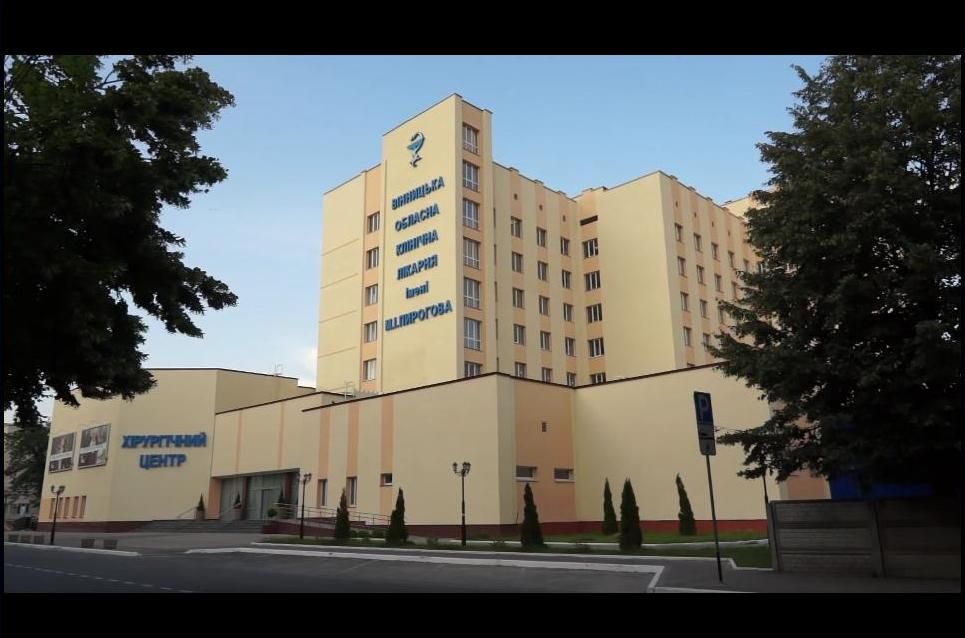 ВІННИЦЬКА
ОБЛАСНА
КЛІНІЧНА
ЛІКАРНЯ
імені
М.І.ПИРОГОВА
ХІРУРГІЧНИЙ
ЦЕНТР
P